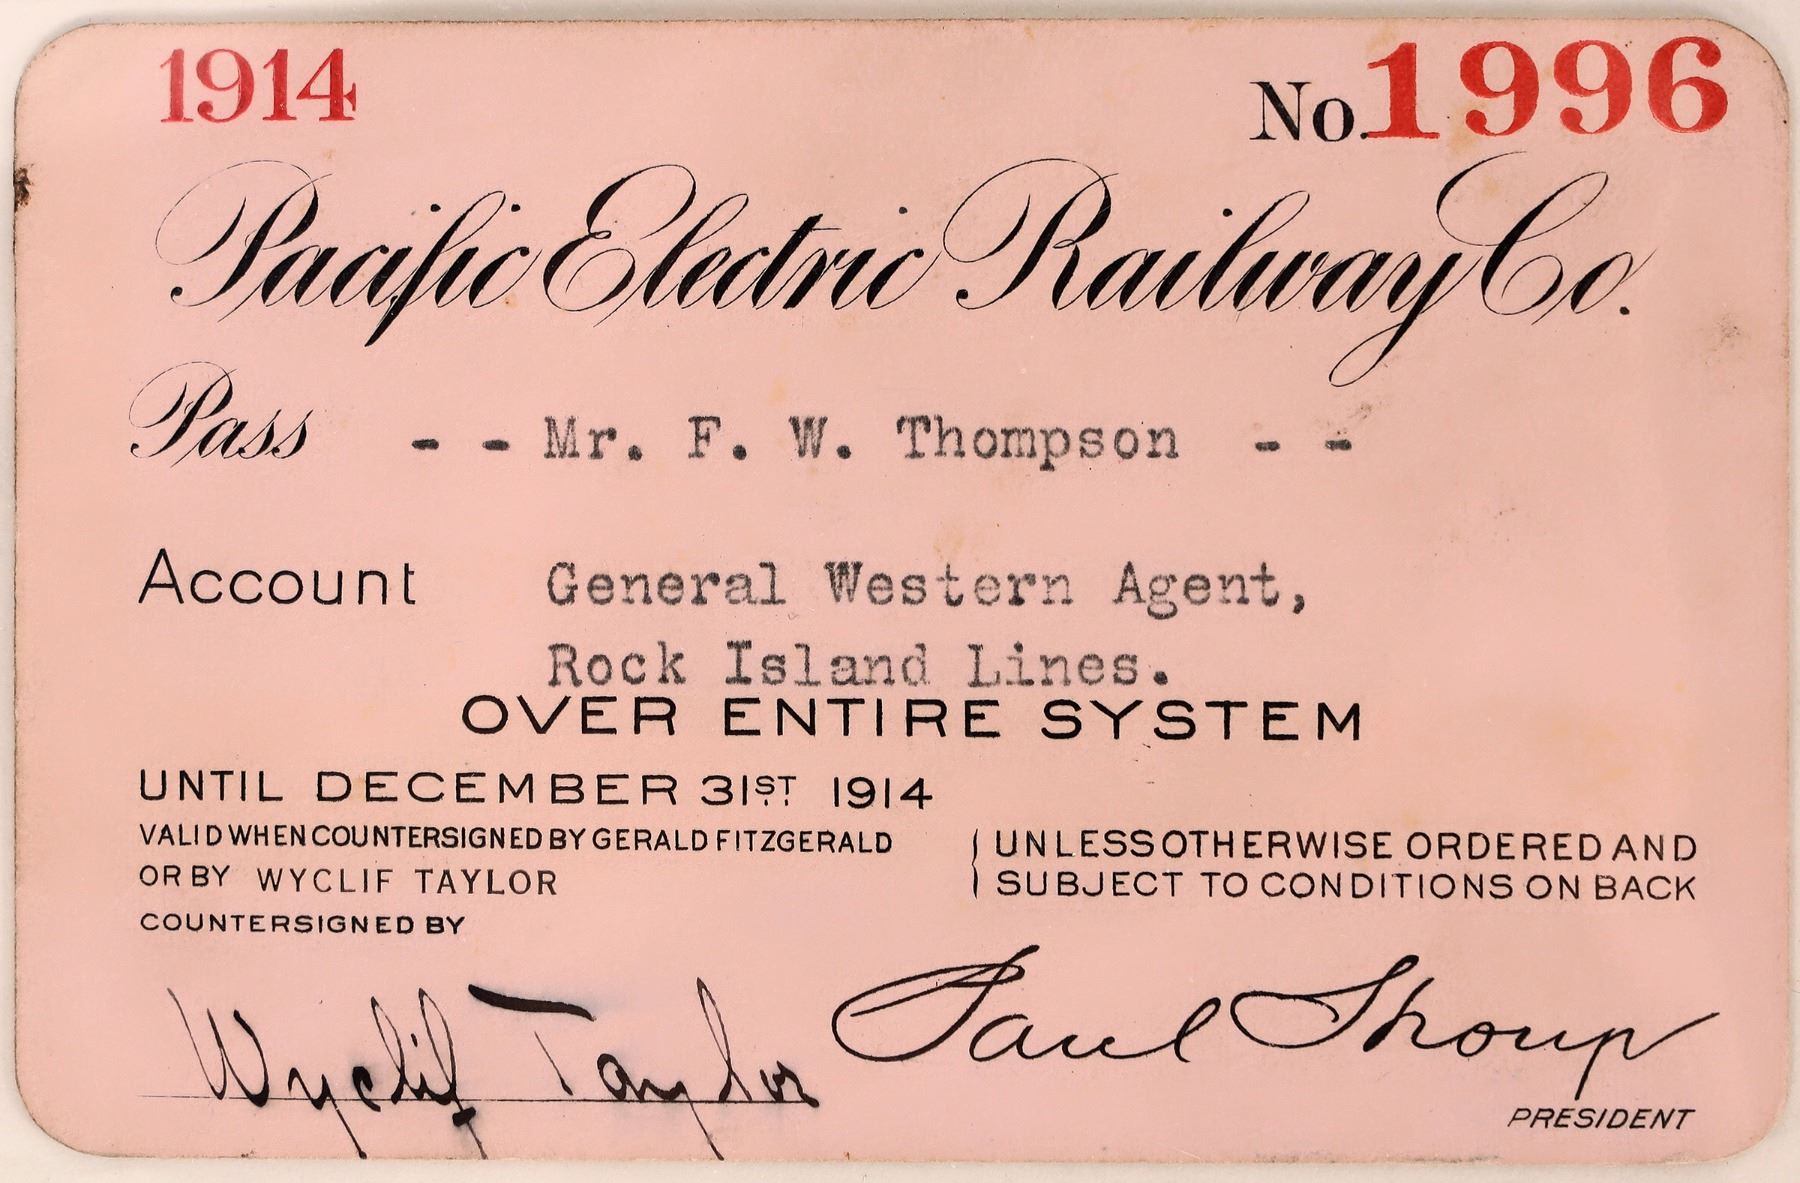 1914 No. 1996
Pacific Electric Railway Co.
Pass - - Mr. F. W. Thompson - -
Account General Western Agent,
Rock Island Lines.
OVER ENTIRE SYSTEM
UNTIL DECEMBER 31ST 1914
VALID WHEN COUNTERSIGNED BY GERALD FITZGERALD
OR BY WYCLIF TAYLOR
UNLESS OTHERWISE ORDERED AND
SUBJECT TO CONDITIONS ON BACK
COUNTERSIGNED BY
Wyclif Taylor
Paul Shoup
PRESIDENT